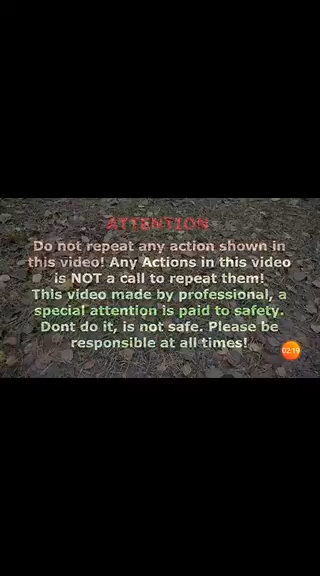 ATTENTION
Do not repeat any action shown in
this video! Any Actions in this video
is NOT a call to repeat them!
This video made by professional, a
special attention is paid to safety.
Dont do it, is not safe. Please be
responsible at all times!
02:19